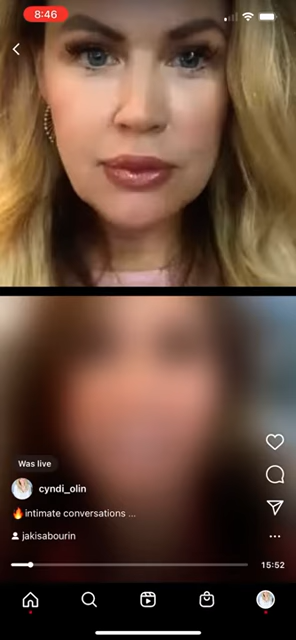 8:46
Was live
cyndi_olin
🔥intimate conversations ...
jakisabourin
15:52